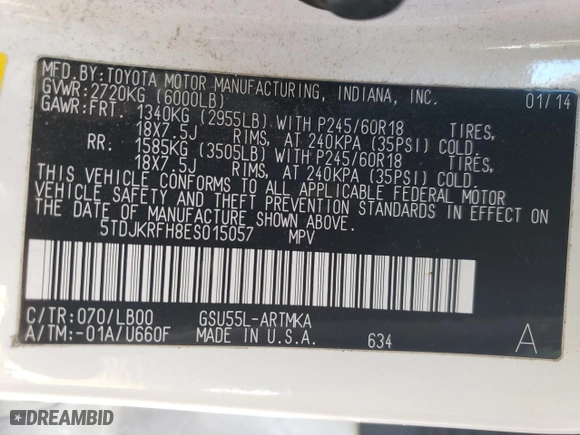 MFD.BY:TOYOTA MOTOR MANUFACTURING, INDIANA, INC. 01/14
GVWR:2720KG (6000LB)
GAWR:FRT. 1340KG (2955LB) WITH P245/60R18 TIRES,
18X7.5J RIMS, AT 240KPA (35PSI) COLD.
RR: 1585KG (3505LB) WITH P245/60R18 TIRES,
18X7.5J RIMS, AT 240KPA (35PSI) COLD.
THIS VEHICLE CONFORMS TO ALL APPLICABLE FEDERAL MOTOR
VEHICLE SAFETY AND THEFT PREVENTION STANDARDS IN EFFECT ON
THE DATE OF MANUFACTURE SHOWN ABOVE.
5TDJKRFH8ES015057 MPV
C/TR:070/LB00 GSU55L-ARTMKA
A/TM:-01A/U660F MADE IN U.S.A. 634 A
DREAMBID